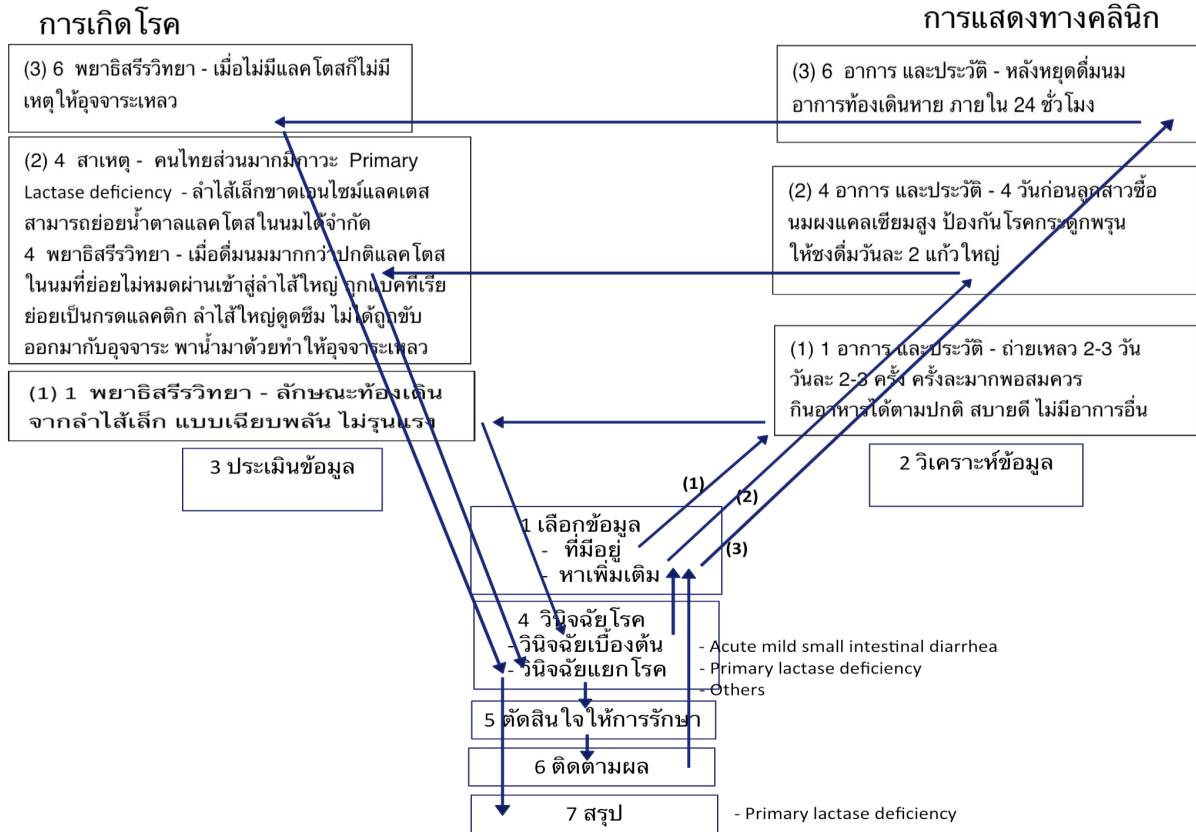 การเกิดโรค
การแสดงทางคลินิก
(3) 6 พยาธิสรีรวิทยา - เมื่อไม่มีแลคโตสก็ไม่มี
เหตุให้อุจจาระเหลว
(3) 6 อาการ และประวัติ - หลังหยุดดื่มนม
อาการท้องเดินหาย ภายใน 24 ชั่วโมง
(2) 4 สาเหตุ - คนไทยส่วนมากมีภาวะ Primary
Lactase deficiency - ลำไส้เล็กขาดเอนไซม์แลคเตส
สามารถย่อยน้ำตาลแลคโตสในนมได้จำกัด
4 พยาธิสรีรวิทยา - เมื่อดื่มนมมากกว่าปกติแลคโตส
ในนมที่ย่อยไม่หมดผ่านเข้าสู่ลำไส้ใหญ่ ถูกแบคทีเรีย
ย่อยเป็นกรดแลคติก ลำไส้ใหญ่ดูดซึม ไม่ได้ถูกขับ
ออกมากับอุจจาระ พาน้ำมาด้วยทำให้อุจจาระเหลว
(2) 4 อาการ และประวัติ - 4 วันก่อนลูกสาวซื้อ
นมผงแคลเซียมสูง ป้องกันโรคกระดูกพรุน
ให้ชงดื่มวันละ 2 แก้วใหญ่
(1) 1 พยาธิสรีรวิทยา - ลักษณะท้องเดิน
จากลำไส้เล็ก แบบเฉียบพลัน ไม่รุนแรง
(1) 1 อาการ และประวัติ - ถ่ายเหลว 2-3 วัน
วันละ 2-3 ครั้ง ครั้งละมากพอสมควร
กินอาหารได้ตามปกติ สบายดี ไม่มีอาการอื่น
3 ประเมินข้อมูล
2 วิเคราะห์ข้อมูล
(1)
(2)
(3)
1 เลือกข้อมูล
- ที่มีอยู่
- หาเพิ่มเติม
4 วินิจฉัยโรค
-วินิจฉัยเบื้องต้น
- วินิจฉัยแยกโรค
- Acute mild small intestinal diarrhea
- Primary lactase deficiency
- Others
5 ตัดสินใจให้การรักษา
6 ติดตามผล
7 สรุป
- Primary lactase deficiency